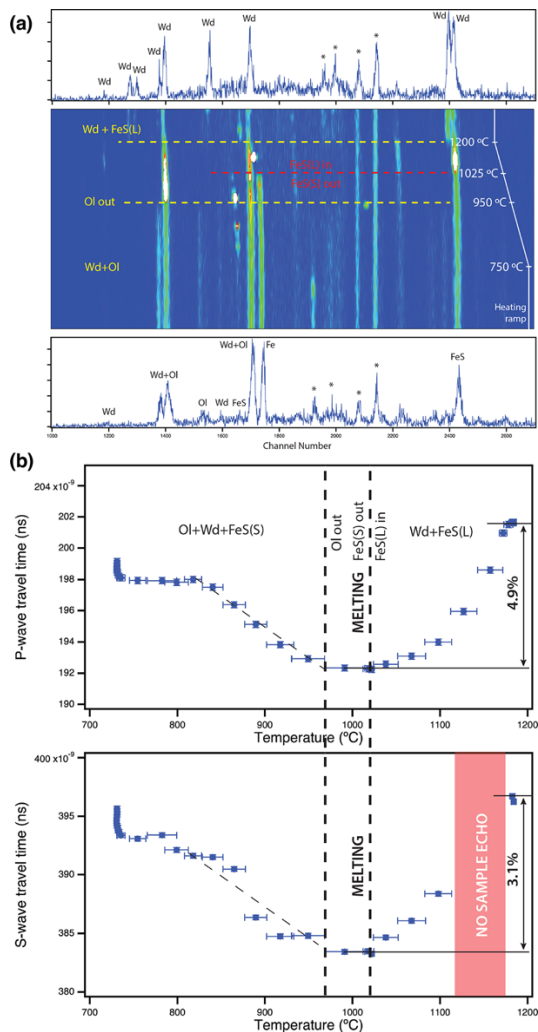 (a)
Wd
Wd
Wd
Wd
Wd
Wd
Wd
Wd
*
*
*
*
Wd + FeS(L)
1200 ºC
FeS(S) out
1025 ºC
Ol out
950 ºC
Wd+Ol
750 ºC
Heating
ramp
Wd
Wd+Ol
Ol
Wd
FeS
Wd+Ol
Fe
*
*
*
*
FeS
1000
1200
1400
1600
1800
2000
2200
2400
2600
Channel Number
(b)
P-wave travel time (ns)
204 x10⁻⁹
202
200
198
196
194
192
190
Ol+Wd+FeS(S)
Ol out
MELTING
FeS(S) out
FeS(L) in
Wd+FeS(L)
4.9%
700
800
900
1000
1100
1200
Temperature (ºC)
S-wave travel time (ns)
400 x10⁻⁹
395
390
385
380
MELTING
NO SAMPLE ECHO
3.1%
700
800
900
1000
1100
1200
Temperature (ºC)